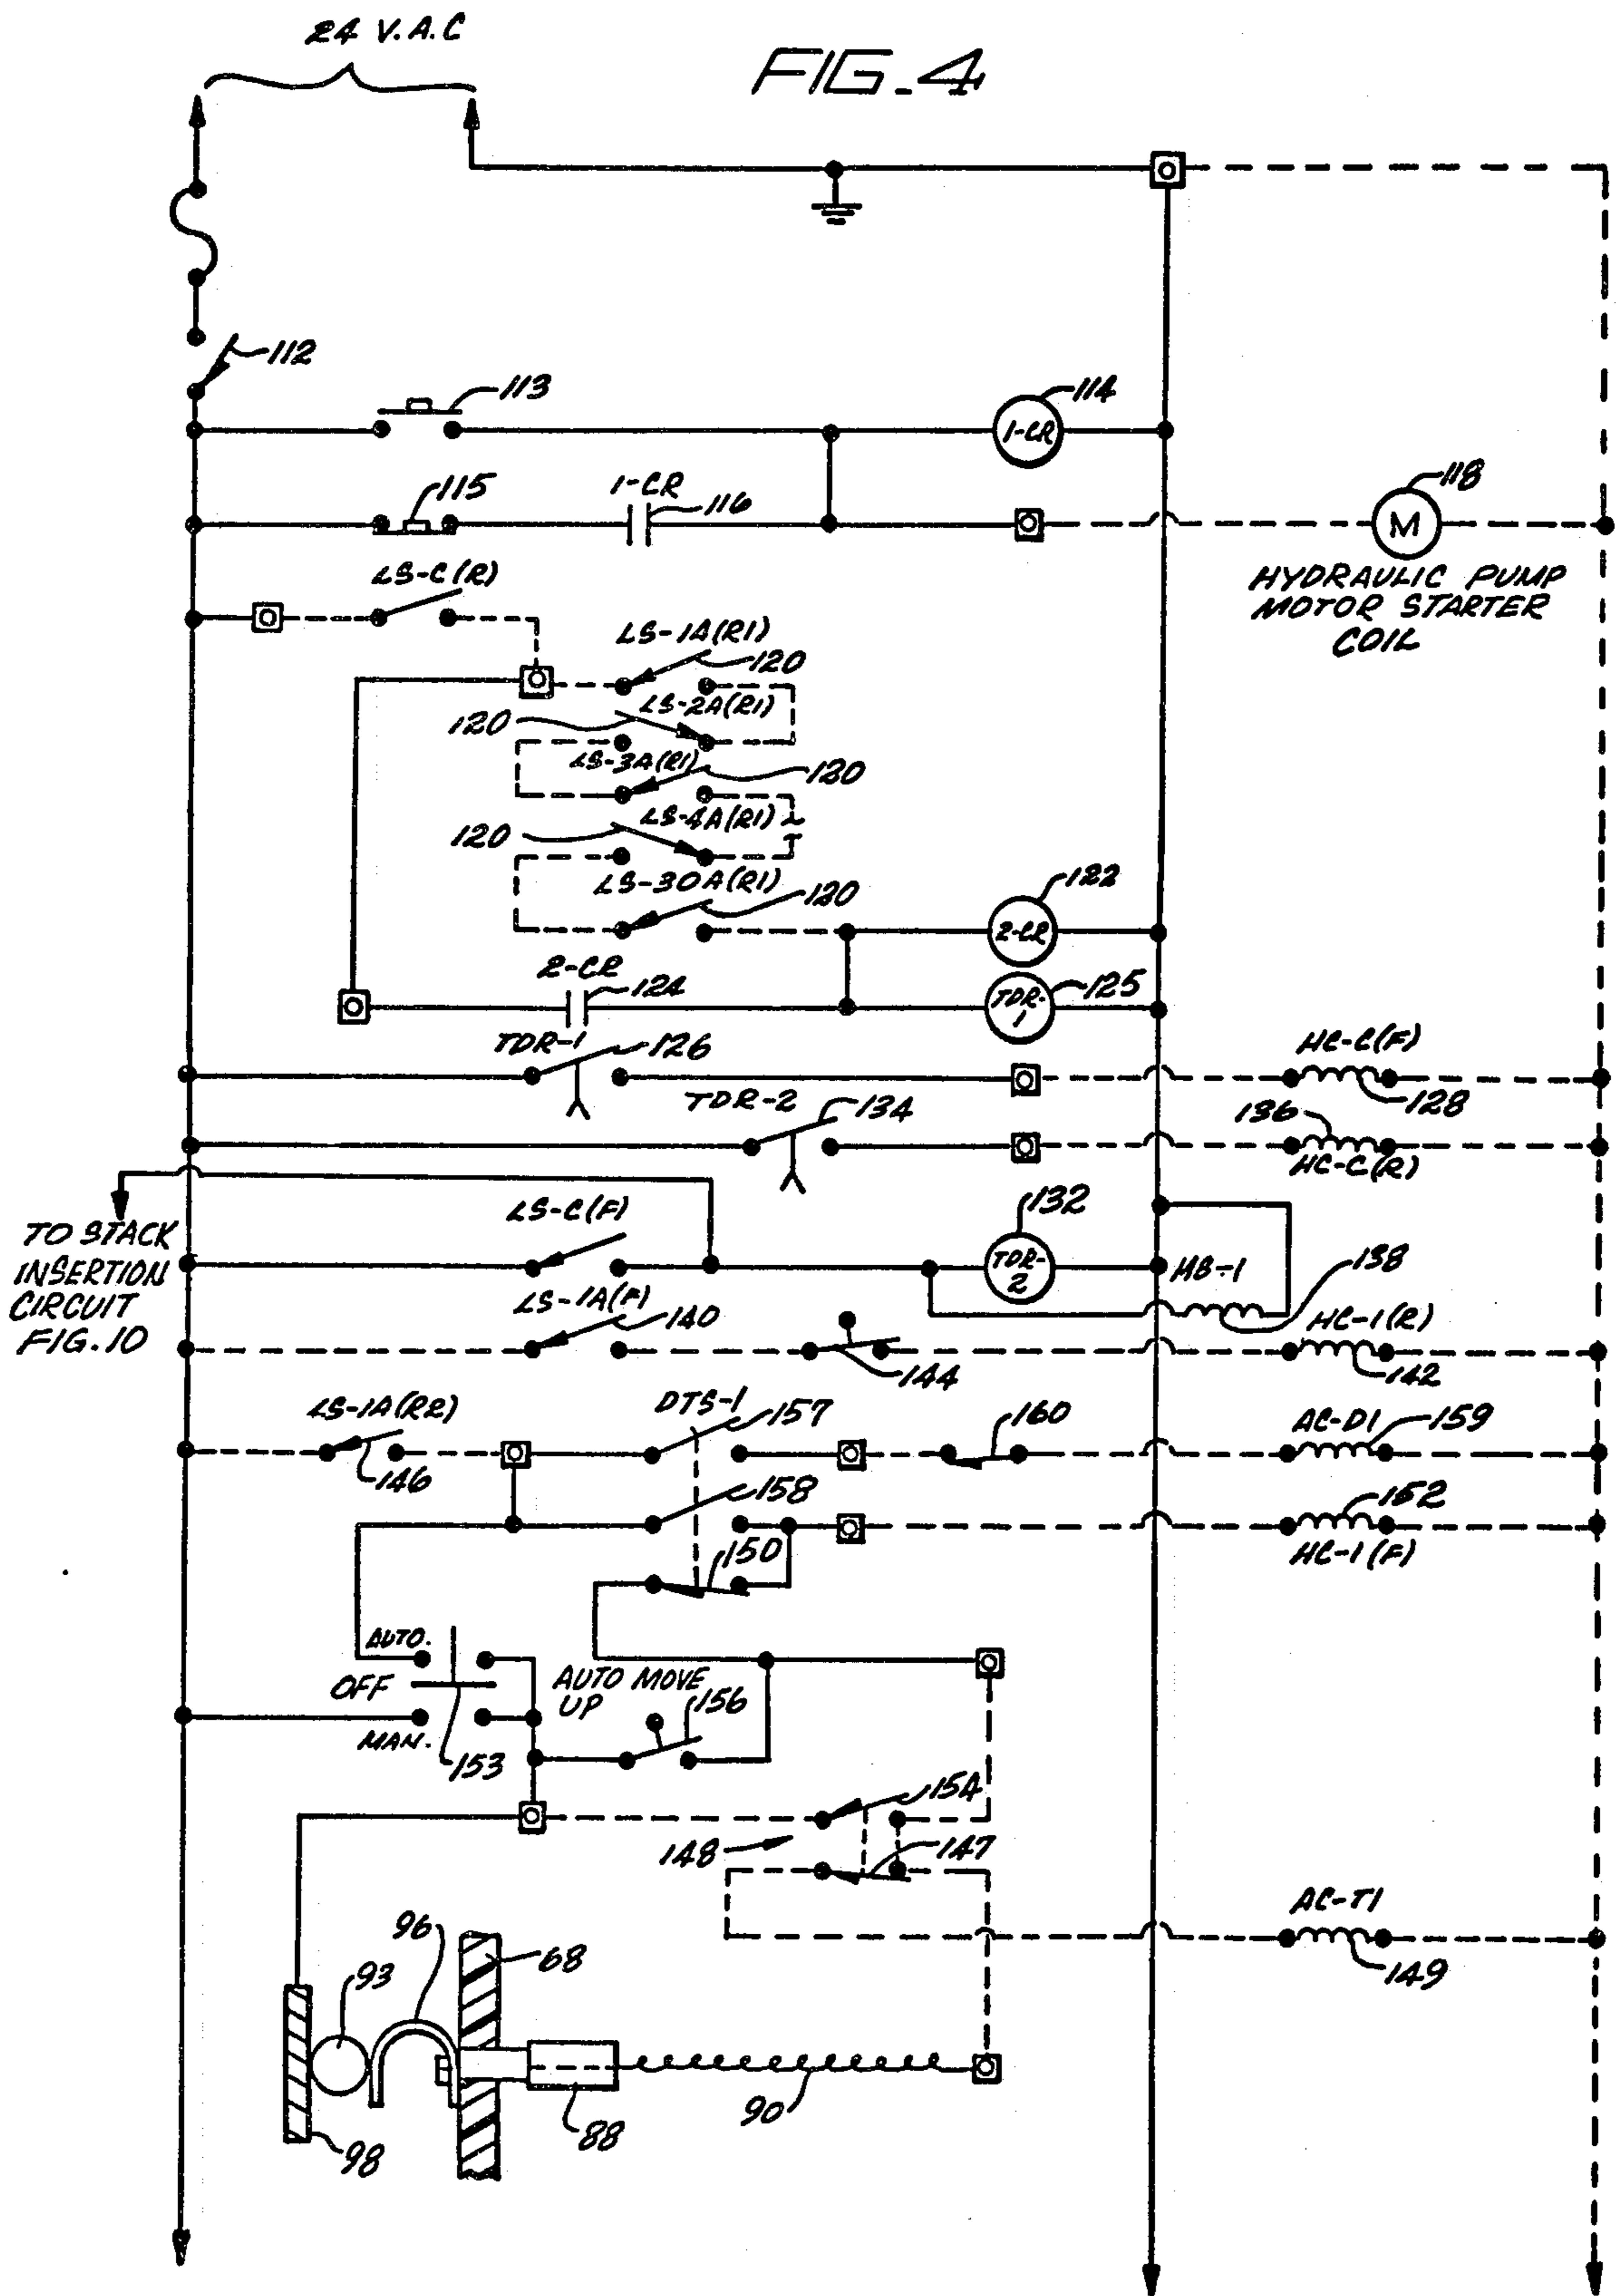 24 V.A.C
FIG_4
112
113
114
1-CR
115
1-CR
116
118
M
HYDRAULIC PUMP
MOTOR STARTER
COIL
LS-C(R)
LS-1A(R1)
120
LS-2A(R1)
120
LS-3A(R1)
120
LS-4A(R1)
120
LS-30A(R1)
120
122
2-CR
2-CR
124
TDR-
1
125
TDR-1
126
HC-C(F)
128
TDR-2
134
136
HC-C(R)
TO STACK
INSERTION
CIRCUIT
FIG. 10
LS-C(F)
132
TDR-
2
MB-1
138
LS-1A(F)
140
144
HC-1(R)
142
LS-1A(R2)
146
DTS-1
157
160
AC-D1
159
158
152
HC-1(F)
150
AUTO.
OFF
MAN.
153
AUTO MOVE
UP
156
154
148
147
AC-T1
149
96
68
93
98
88
90